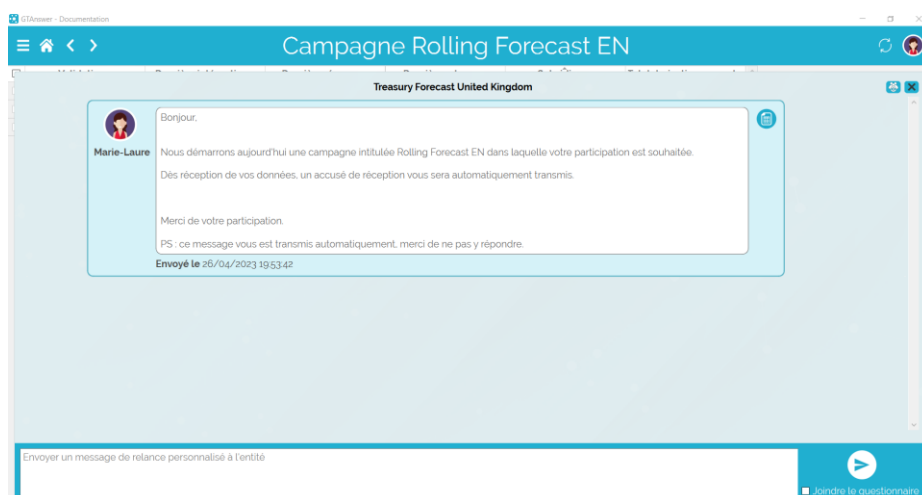 GTAnswer - Documentation
Campagne Rolling Forecast EN
Treasury Forecast United Kingdom
Bonjour,
Marie-Laure
Nous démarrons aujourd'hui une campagne intitulée Rolling Forecast EN dans laquelle votre participation est souhaitée.
Dès réception de vos données, un accusé de réception vous sera automatiquement transmis.
Merci de votre participation.
PS : ce message vous est transmis automatiquement, merci de ne pas y répondre.
Envoyé le 26/04/2023 19:53:42
Envoyer un message de relance personnalisé à l'entité
Joindre le questionnaire